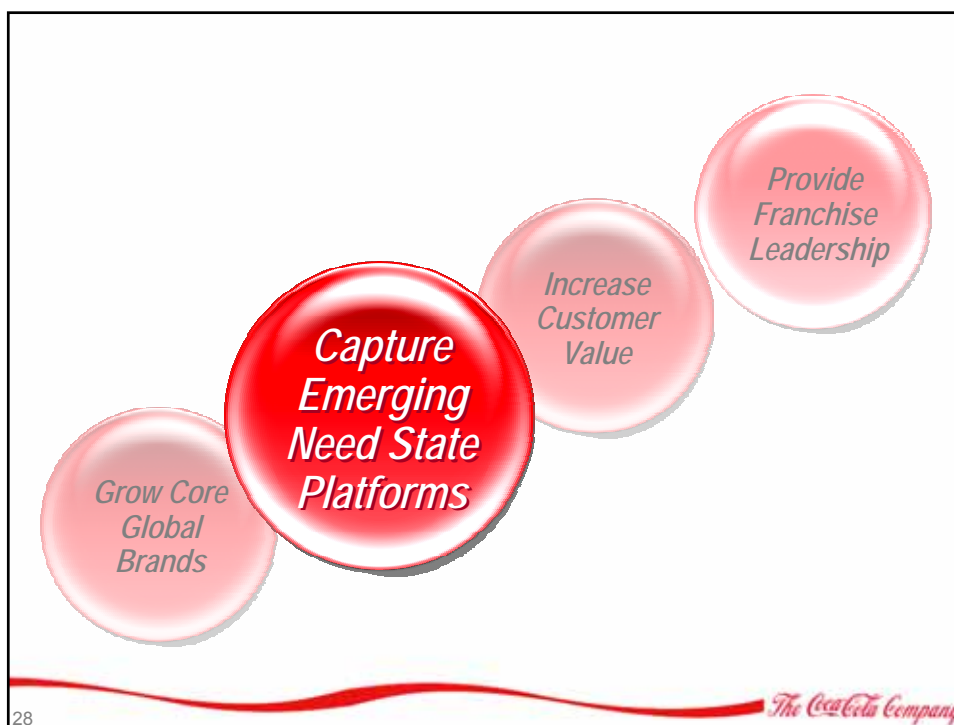 Provide
Franchise
Leadership
Increase
Customer
Value
Capture
Emerging
Need State
Platforms
Grow Core
Global
Brands
The Coca-Cola Company
28